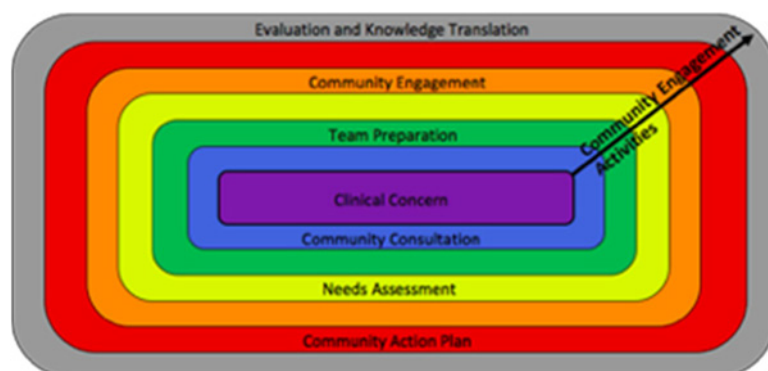 Evaluation and Knowledge Translation
Community Engagement
Community Engagement
Activities
Team Preparation
Clinical Concern
Community Consultation
Needs Assessment
Community Action Plan